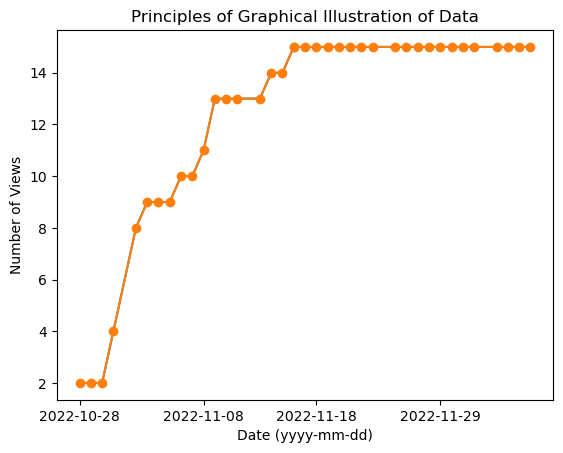 Principles of Graphical Illustration of Data
14
12
10
8
6
4
2
Number of Views
2022-10-28 2022-11-08 2022-11-18 2022-11-29
Date (yyyy-mm-dd)